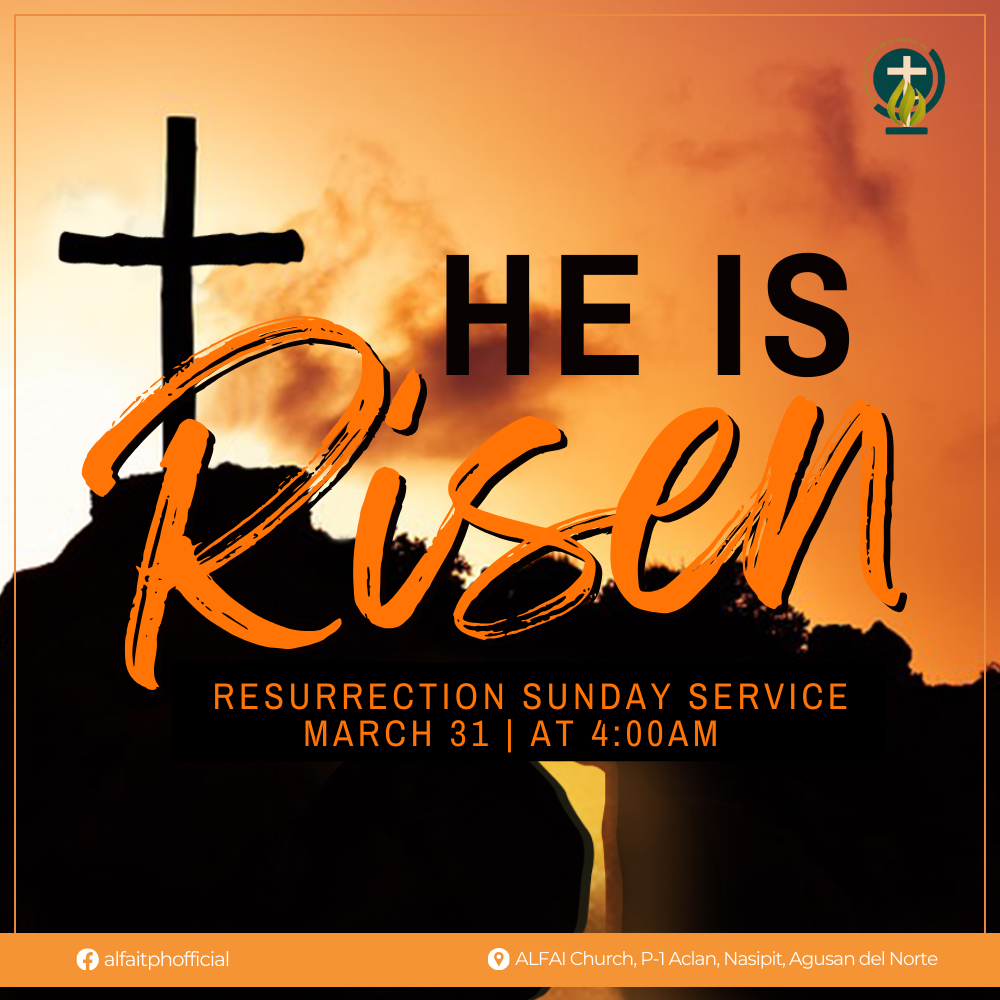 HE IS
Risen
RESURRECTION SUNDAY SERVICE
MARCH 31 | AT 4:00AM
alfaitphofficial
ALFAI Church, P-1 Aclan, Nasipit, Agusan del Norte